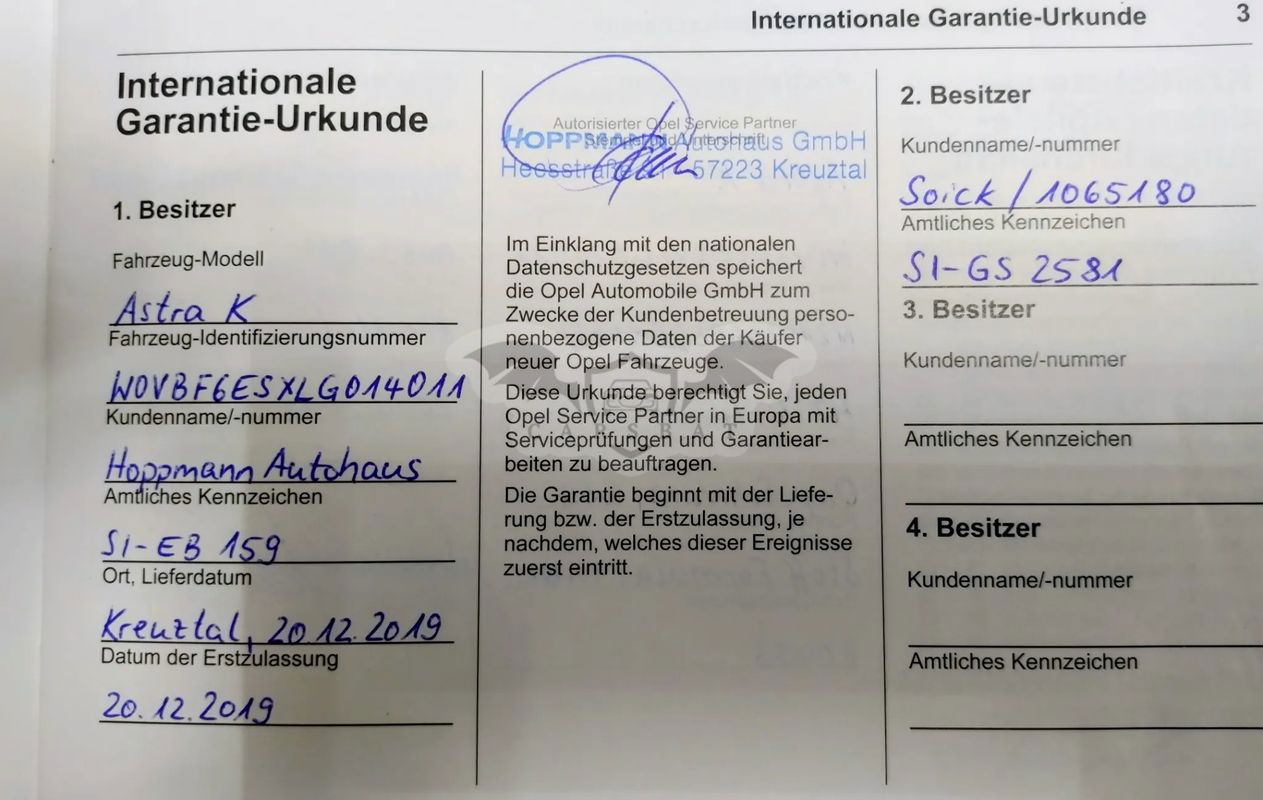 Internationale Garantie-Urkunde 3
Internationale
Garantie-Urkunde
1. Besitzer
Fahrzeug-Modell
Astra K
Fahrzeug-Identifizierungsnummer
W0VBF6ESXLG014011
Kundenname/-nummer
Hoppmann Autohaus
Amtliches Kennzeichen
SI-EB 159
Ort, Lieferdatum
Kreuztal, 20.12.2019
Datum der Erstzulassung
20.12.2019
Autorisierter Opel Service Partner
Stempel und Unterschrift
HOPPMANN Autohaus GmbH
Heesstraße 57223 Kreuztal
Im Einklang mit den nationalen
Datenschutzgesetzen speichert
die Opel Automobile GmbH zum
Zwecke der Kundenbetreuung perso-
nenbezogene Daten der Käufer
neuer Opel Fahrzeuge.
Diese Urkunde berechtigt Sie, jeden
Opel Service Partner in Europa mit
Serviceprüfungen und Garantiear-
beiten zu beauftragen.
Die Garantie beginnt mit der Liefe-
rung bzw. der Erstzulassung, je
nachdem, welches dieser Ereignisse
zuerst eintritt.
CARSBAT
2. Besitzer
Kundenname/-nummer
Soick / 1065180
Amtliches Kennzeichen
SI-GS 2581
3. Besitzer
Kundenname/-nummer
Amtliches Kennzeichen
4. Besitzer
Kundenname/-nummer
Amtliches Kennzeichen